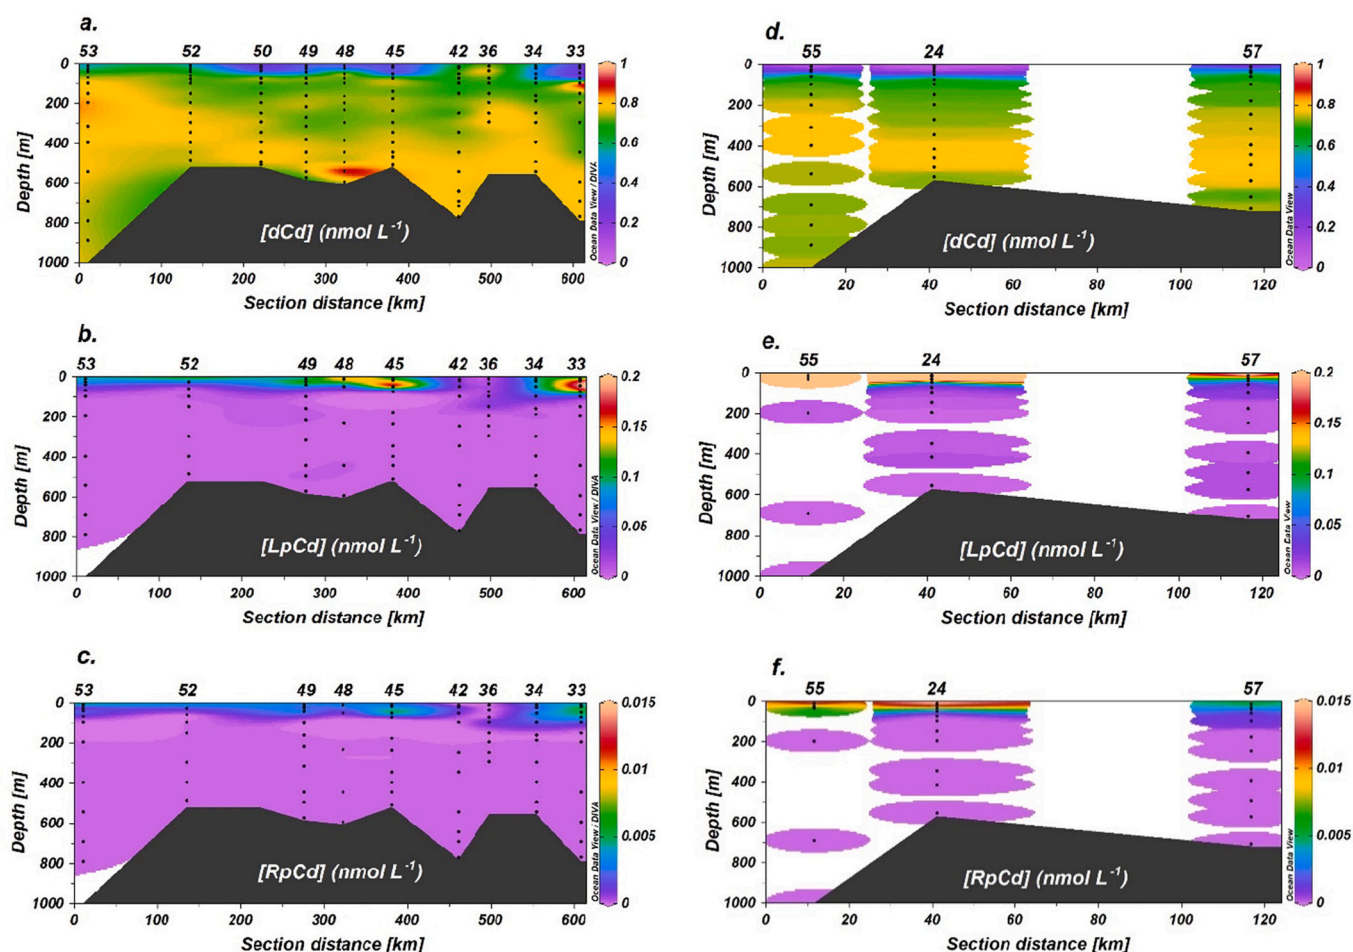 a.
53 52 50 49 48 45 42 36 34 33
0
200
400
600
800
1000
Depth [m]
[dCd] (nmol L-1)
0 100 200 300 400 500 600
Section distance [km]
1
0.8
0.6
0.4
0.2
0
Ocean Data View / DIVA
d.
55 24 57
0
200
400
600
800
1000
Depth [m]
[dCd] (nmol L-1)
0 20 40 60 80 100 120
Section distance [km]
1
0.8
0.6
0.4
0.2
0
Ocean Data View
b.
53 52 49 48 45 42 36 34 33
0
200
400
600
800
1000
Depth [m]
[LpCd] (nmol L-1)
0 100 200 300 400 500 600
Section distance [km]
0.2
0.15
0.1
0.06
0
Ocean Data View / DIVA
e.
55 24 57
0
200
400
600
800
1000
Depth [m]
[LpCd] (nmol L-1)
0 20 40 60 80 100 120
Section distance [km]
0.2
0.15
0.1
0.05
0
Ocean Data View
c.
53 52 49 48 45 42 36 34 33
0
200
400
600
800
1000
Depth [m]
[RpCd] (nmol L-1)
0 100 200 300 400 500 600
Section distance [km]
0.015
0.01
0.005
0
Ocean Data View / DIVA
f.
55 24 57
0
200
400
600
800
1000
Depth [m]
[RpCd] (nmol L-1)
0 20 40 60 80 100 120
Section distance [km]
0.015
0.01
0.005
0
Ocean Data View